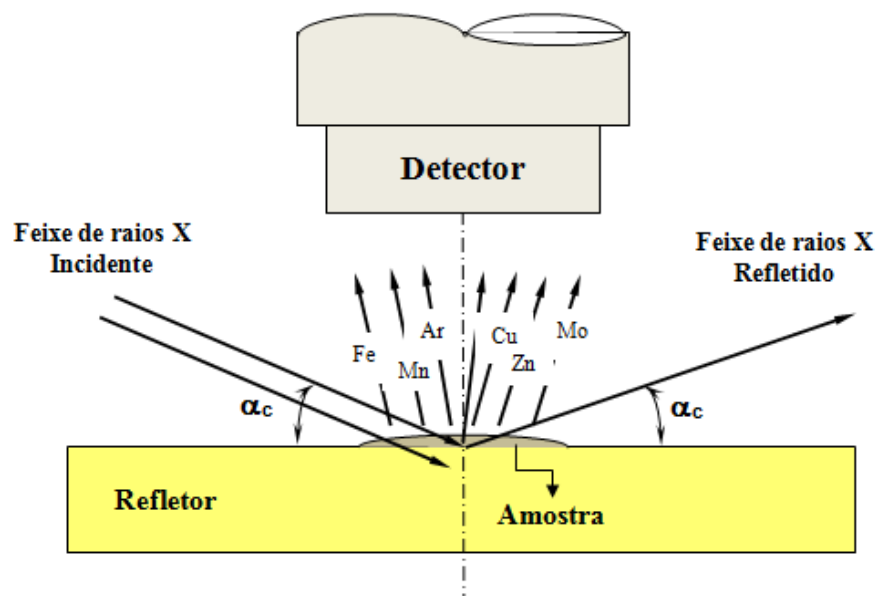 Detector
Feixe de raios X
Incidente
Feixe de raios X
Refletido
Fe
Mn
Ar
Cu
Zn
Mo
αc
αc
Refletor
Amostra